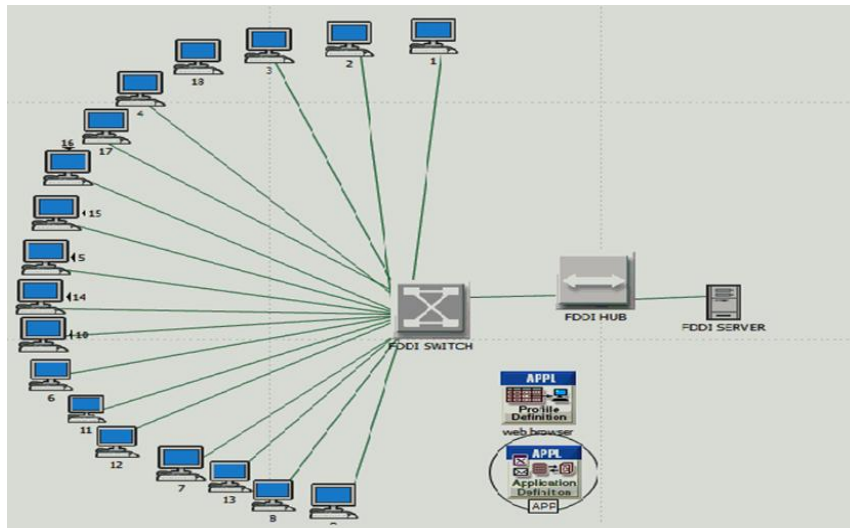 1
2
3
18
4
17
16
15
5
14
10
6
11
12
7
13
8
FDDI SWITCH
FDDI HUB
FDDI SERVER
APPL
Profile
Definition
web browser
APPL
Application
Definition
APP